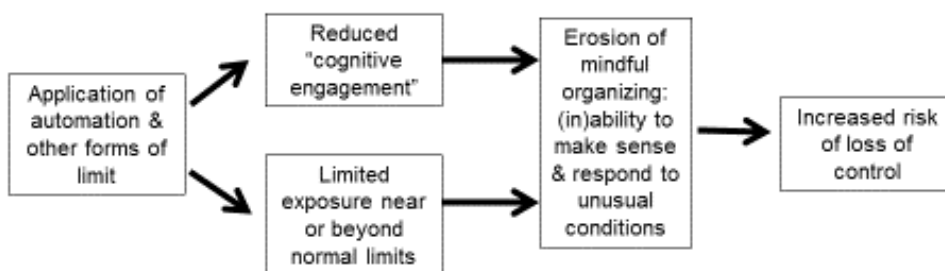 Application of
automation &
other forms of
limit
Reduced
“cognitive
engagement”
Limited
exposure near
or beyond
normal limits
Erosion of
mindful
organizing:
(in)ability to
make sense
& respond to
unusual
conditions
Increased risk
of loss of
control